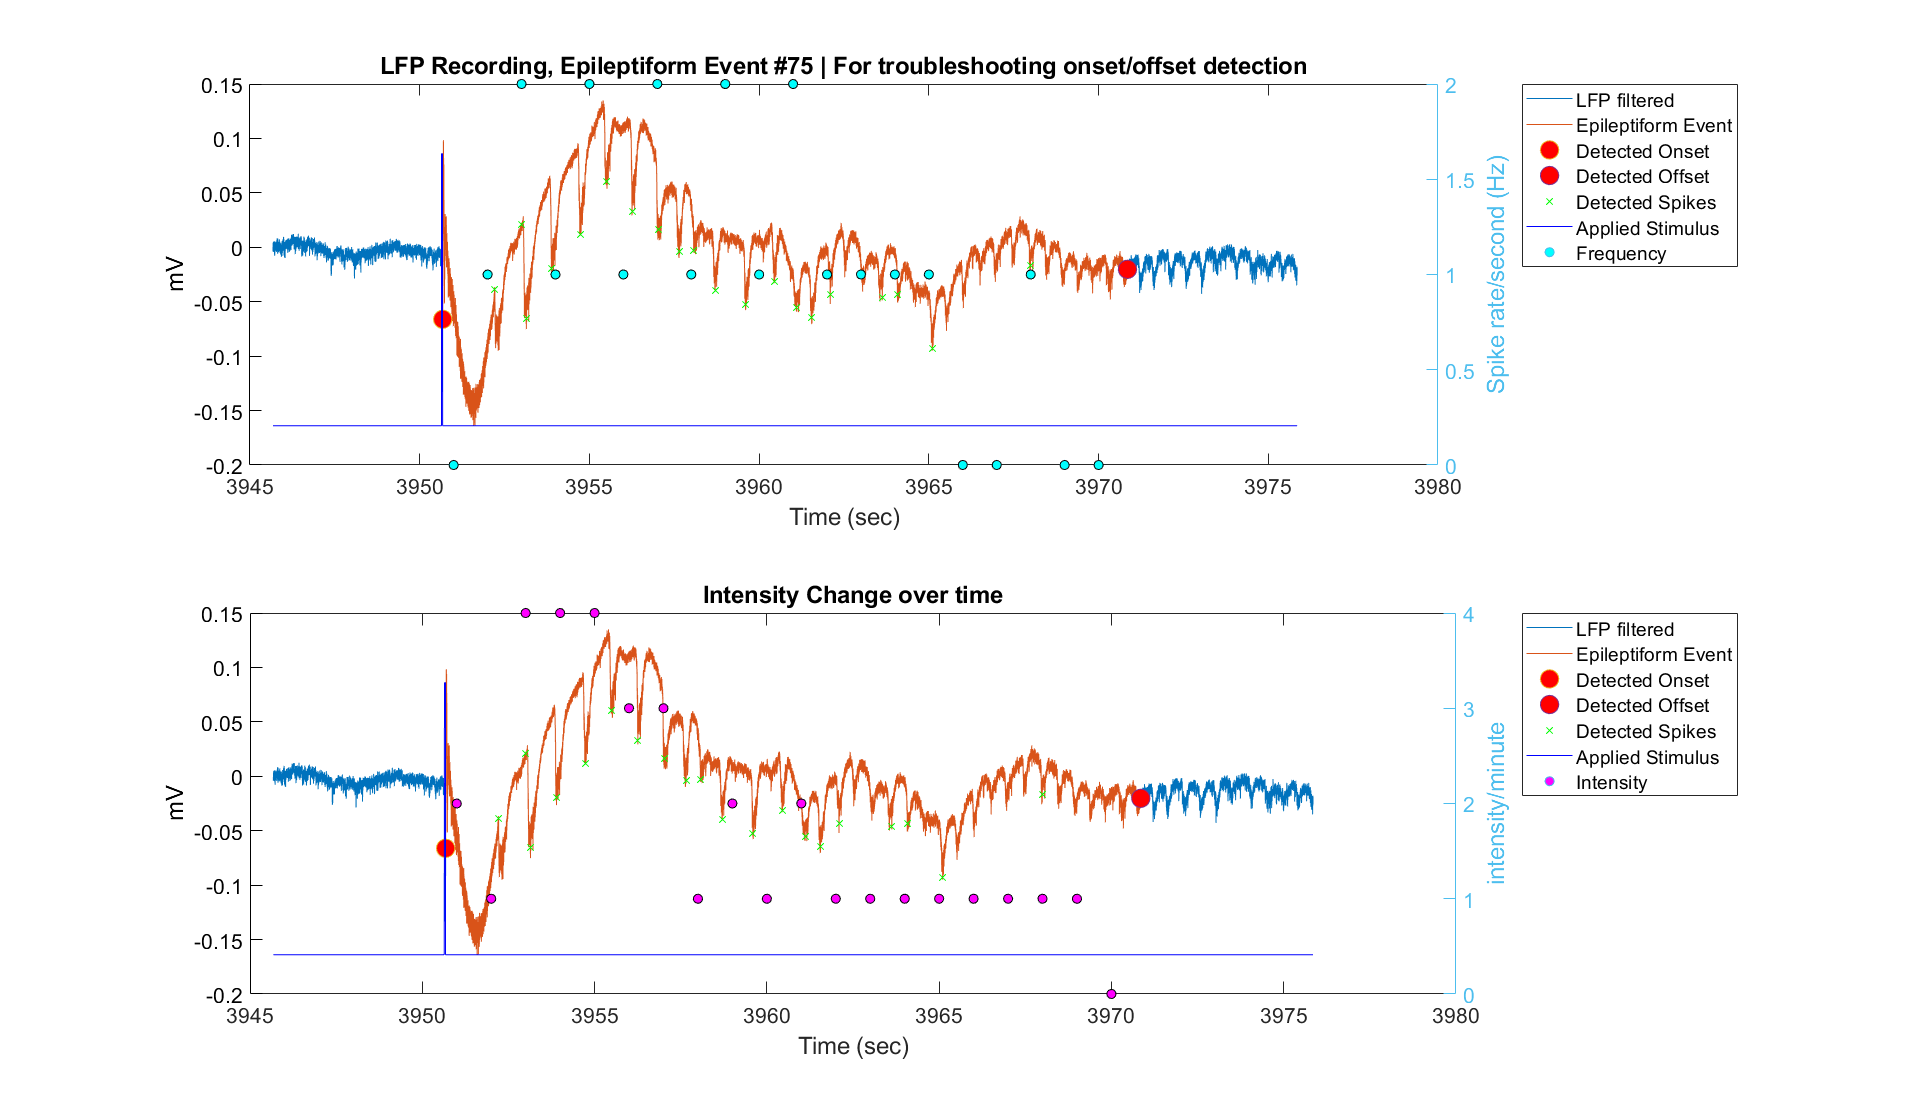 LFP Recording, Epileptiform Event #75 | For troubleshooting onset/offset detection
0.15
0.1
0.05
0
-0.05
-0.1
-0.15
-0.2
mV
3945 3950 3955 3960 3965 3970 3975 3980
Time (sec)
2
1.5
1
0.5
0
Spike rate/second (Hz)
LFP filtered
Epileptiform Event
Detected Onset
Detected Offset
Detected Spikes
Applied Stimulus
Frequency
Intensity Change over time
0.15
0.1
0.05
0
-0.05
-0.1
-0.15
-0.2
mV
3945 3950 3955 3960 3965 3970 3975 3980
Time (sec)
4
3
2
1
0
intensity/minute
LFP filtered
Epileptiform Event
Detected Onset
Detected Offset
Detected Spikes
Applied Stimulus
Intensity